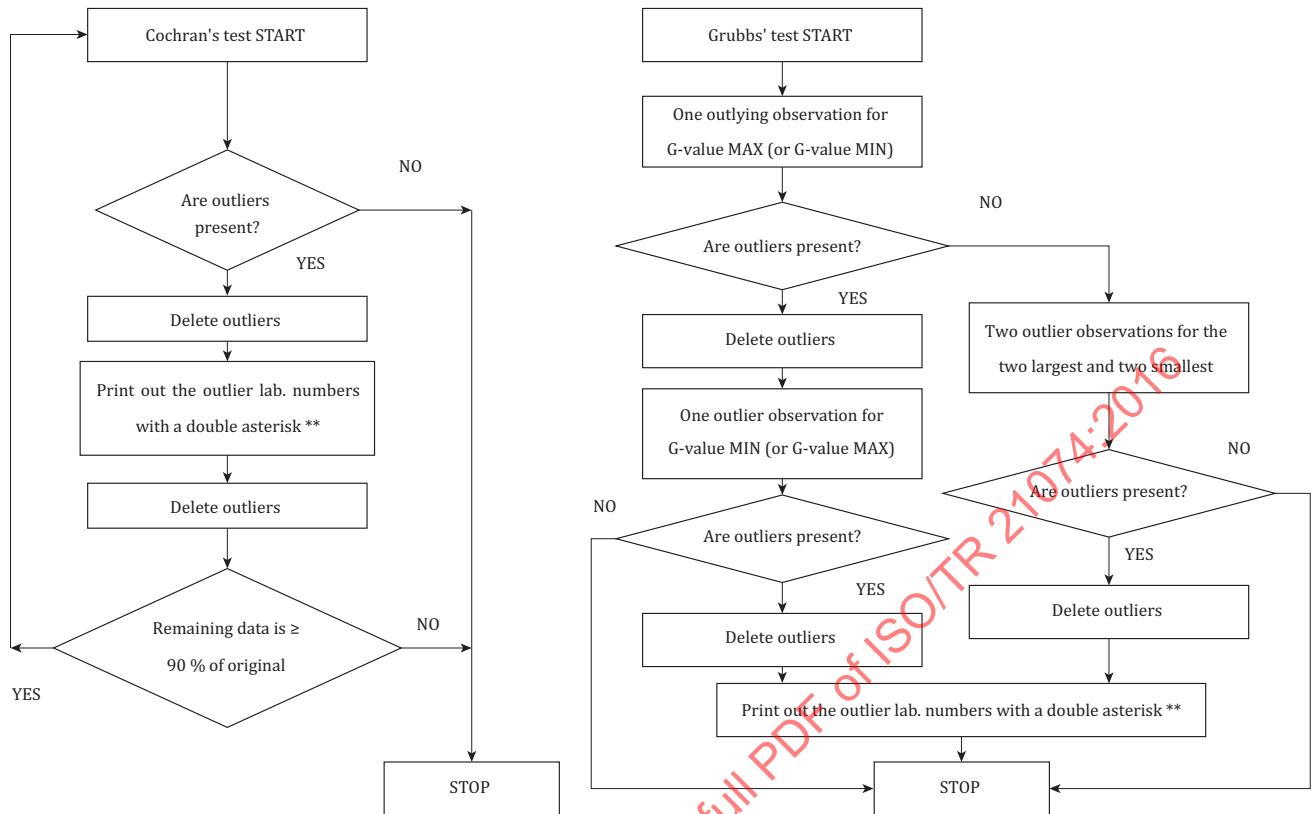 Cochran's test START
NO
Are outliers
present?
YES
Delete outliers
Print out the outlier lab. numbers
with a double asterisk **
Delete outliers
Remaining data is ≥
90 % of original
NO
YES
STOP
Grubbs' test START
One outlying observation for
G-value MAX (or G-value MIN)
NO
Are outliers present?
YES
Delete outliers
One outlier observation for
G-value MIN (or G-value MAX)
NO
Are outliers present?
YES
Delete outliers
Two outlier observations for the
two largest and two smallest
NO
Are outliers present?
YES
Delete outliers
Print out the outlier lab. numbers with a double asterisk **
STOP
full PDF of ISO/TR 21074:2016